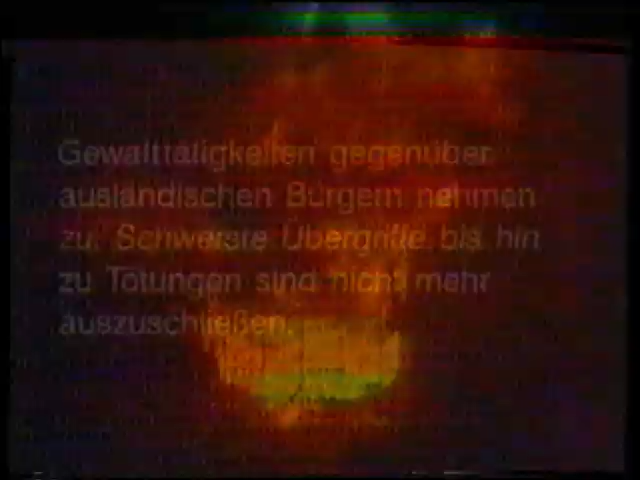 Gewalttätigkeiten gegenüber
ausländischen Bürgern nehmen
zu. Schwerste Übergriffe bis hin
zu Tötungen sind nicht mehr
auszuschließen.